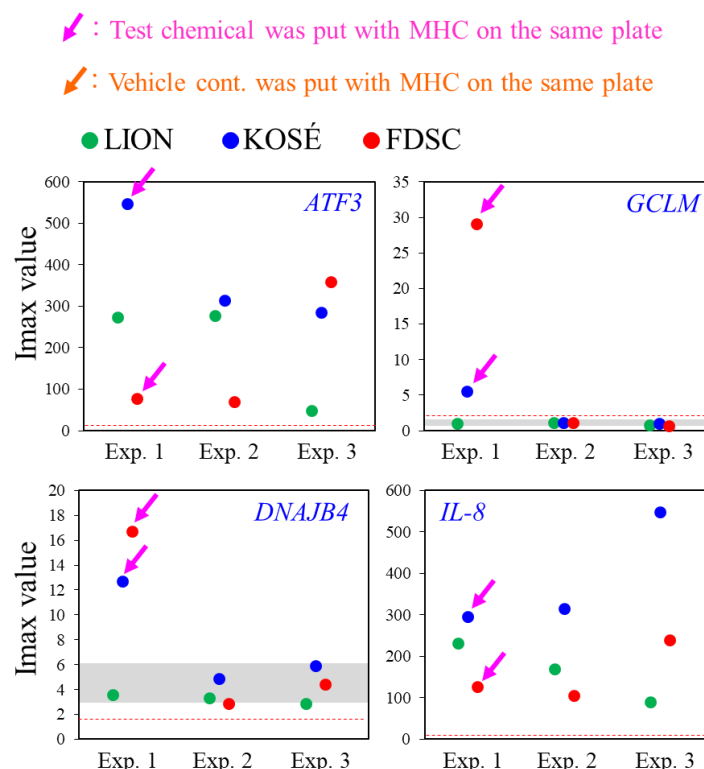 : Test chemical was put with MHC on the same plate
: Vehicle cont. was put with MHC on the same plate
LION KOSÉ FDSC
Imax value
600
500
400
300
200
100
0
ATF3
Exp. 1 Exp. 2 Exp. 3
35
30
25
20
15
10
5
0
GCLM
Exp. 1 Exp. 2 Exp. 3
Imax value
20
18
16
14
12
10
8
6
4
2
0
DNAJB4
Exp. 1 Exp. 2 Exp. 3
600
500
400
300
200
100
0
IL-8
Exp. 1 Exp. 2 Exp. 3